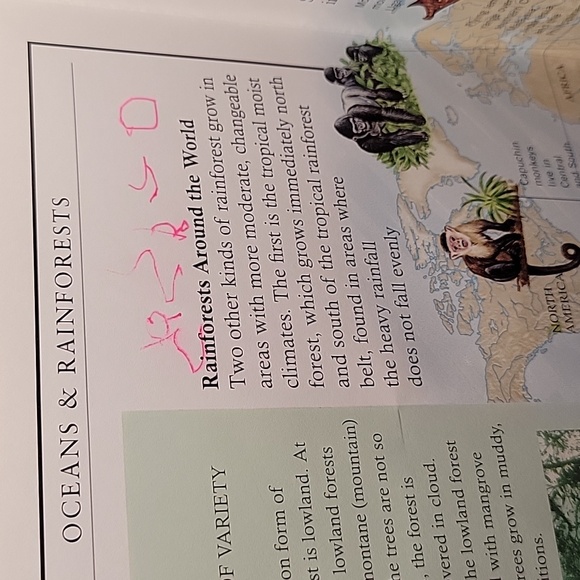 OCEANS & RAINFORESTS
Rainforests Around the World
Two other kinds of rainforest grow in
areas with more moderate, changeable
climates. The first is the tropical moist
forest, which grows immediately north
and south of the tropical rainforest
belt, found in areas where
the heavy rainfall
does not fall evenly
OF VARIETY
on form of
st is lowland. At
lowland forests
montane (mountain)
he trees are not so
, the forest is
vered in cloud.
he lowland forest
with mangrove
rees grow in muddy,
tions.
Capuchin
monkeys
live in
Central
and South
NORTH
AMERICA
AFRICA